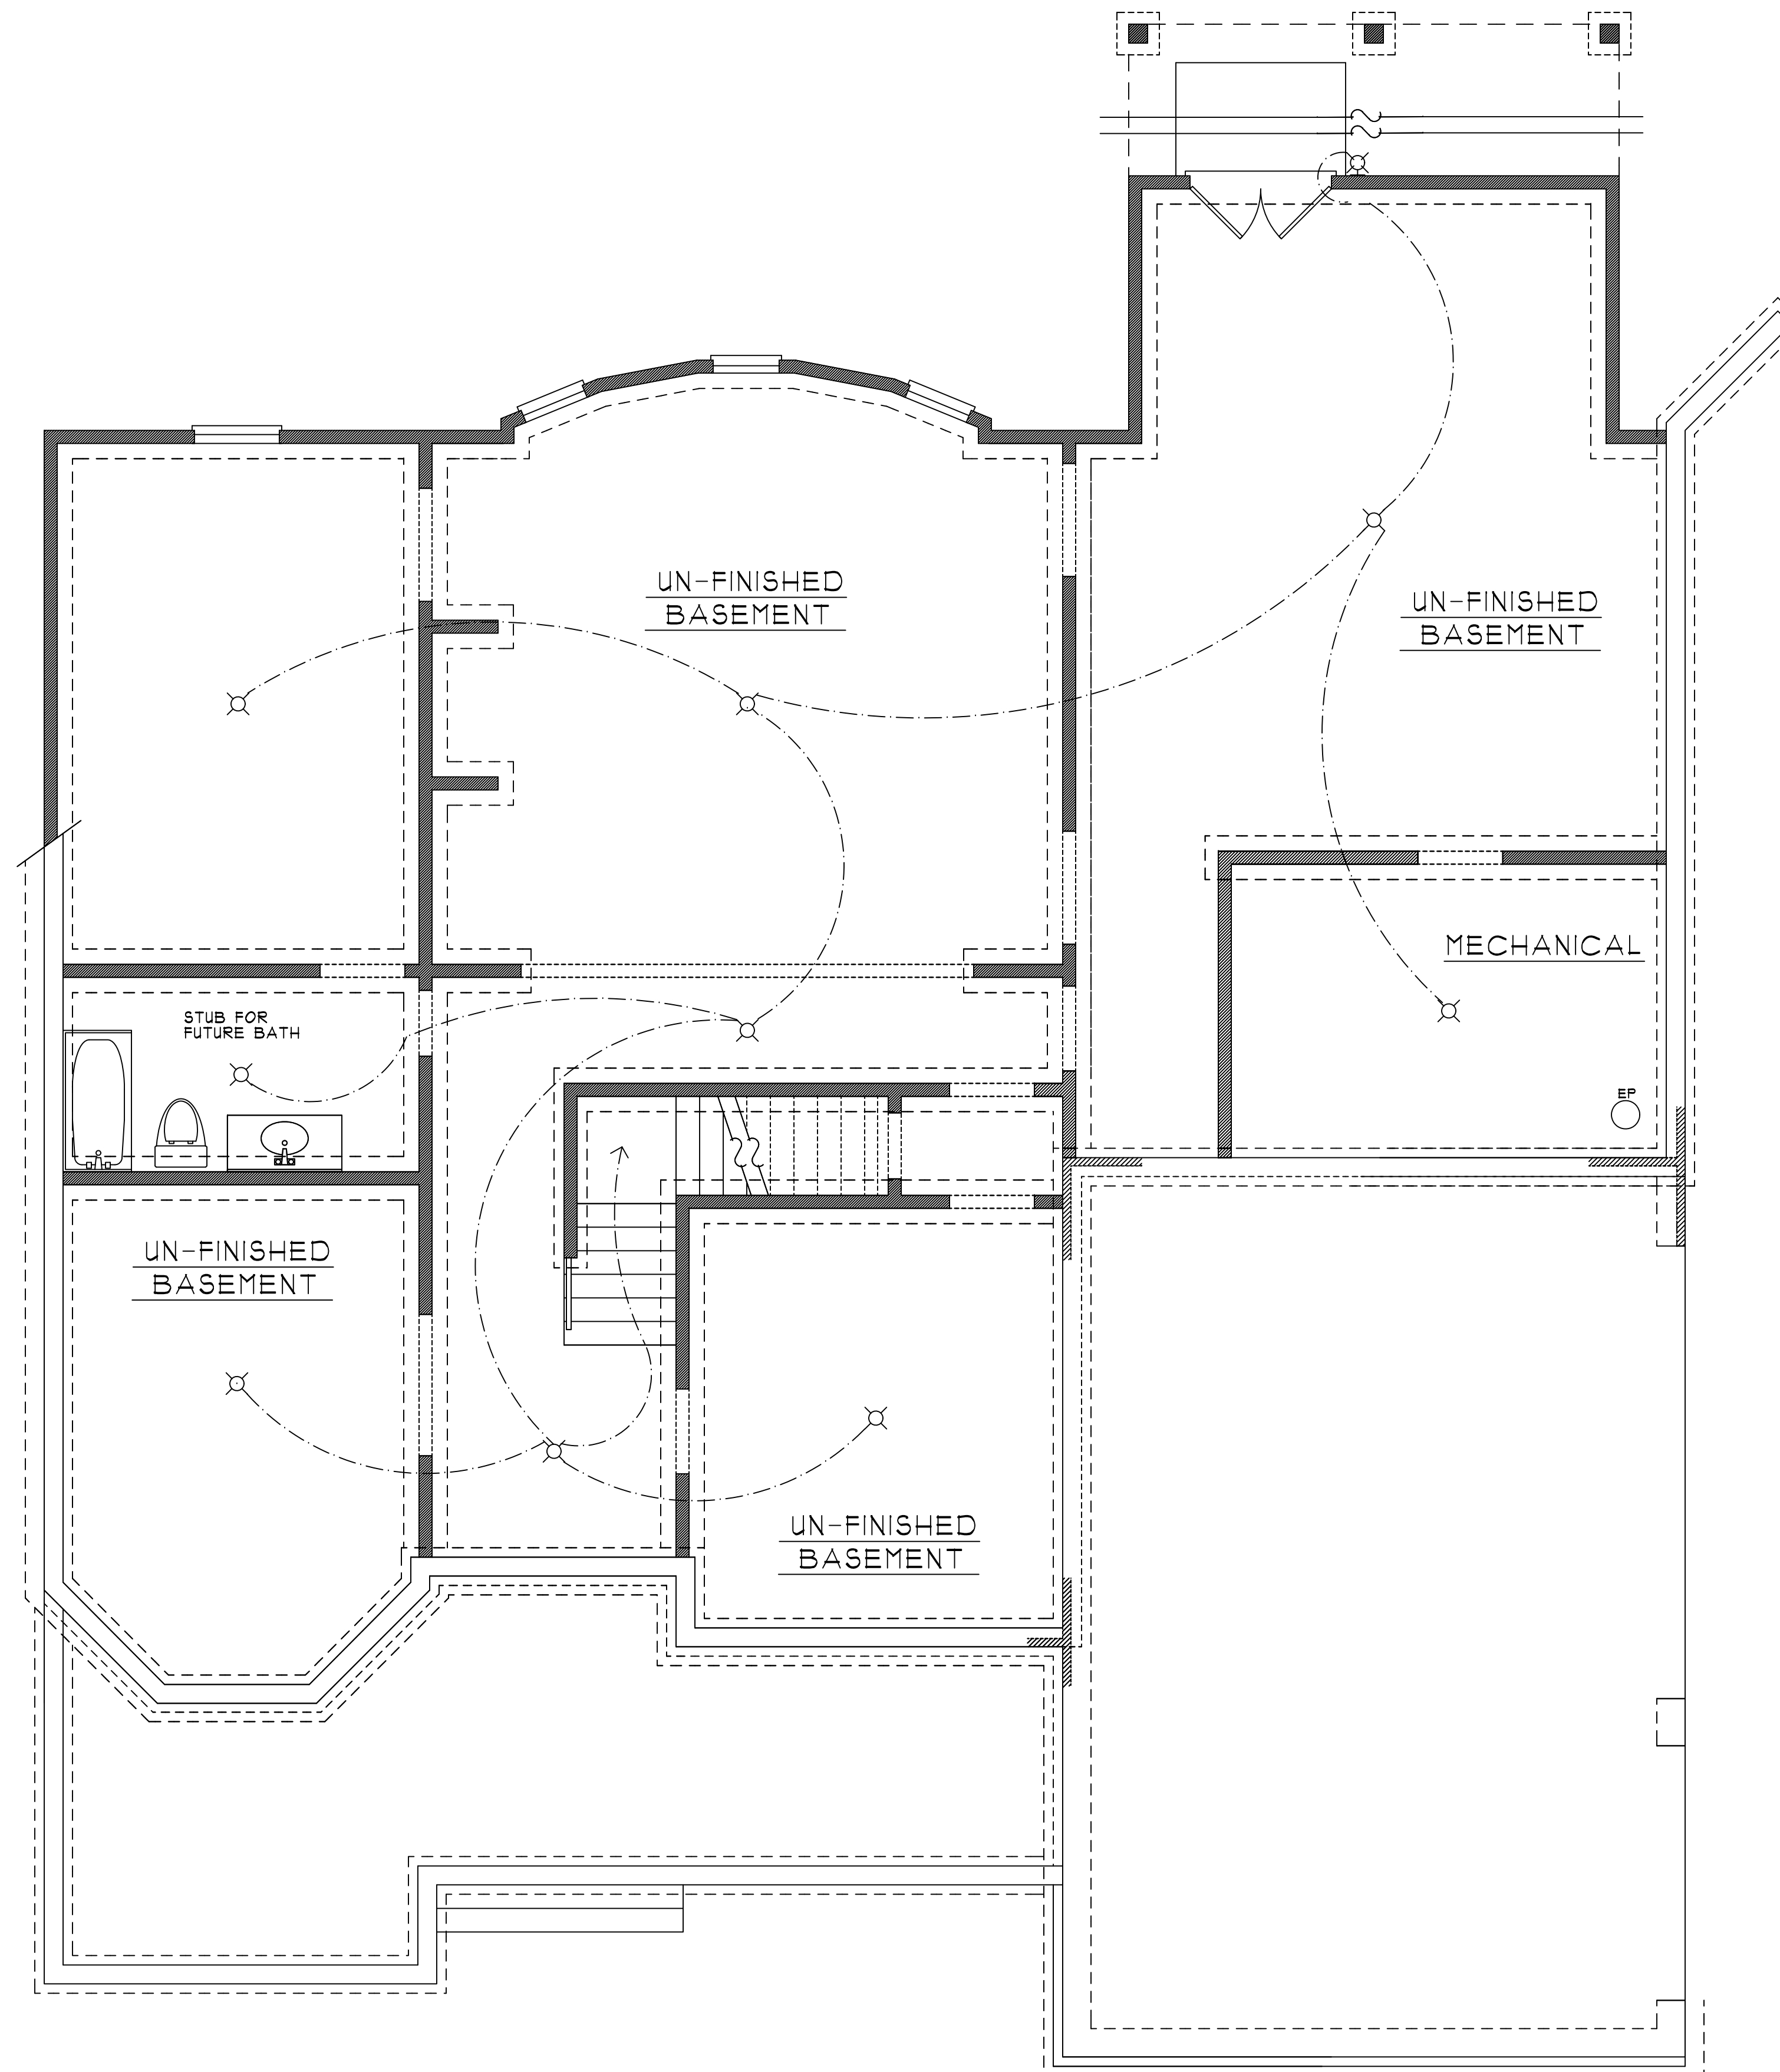 UN-FINISHED
BASEMENT
UN-FINISHED
BASEMENT
MECHANICAL
STUB FOR
FUTURE BATH
EP
UN-FINISHED
BASEMENT
UN-FINISHED
BASEMENT